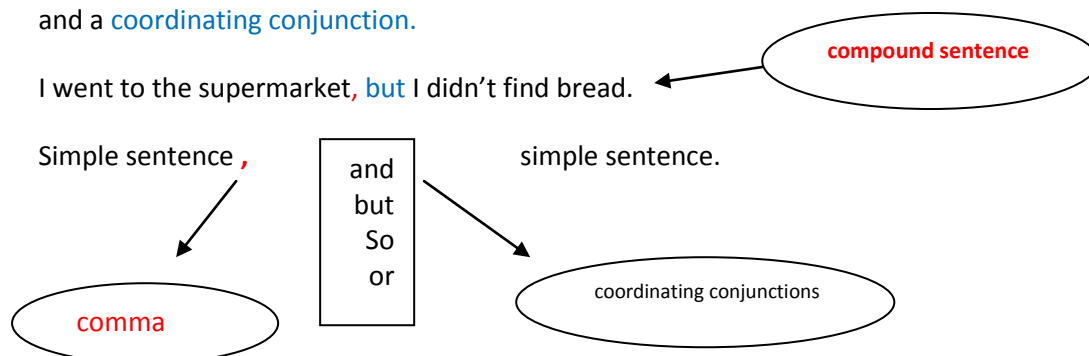 and a coordinating conjunction.
compound sentence
I went to the supermarket, but I didn’t find bread.
Simple sentence , simple sentence.
and
but
So
or
coordinating conjunctions
comma